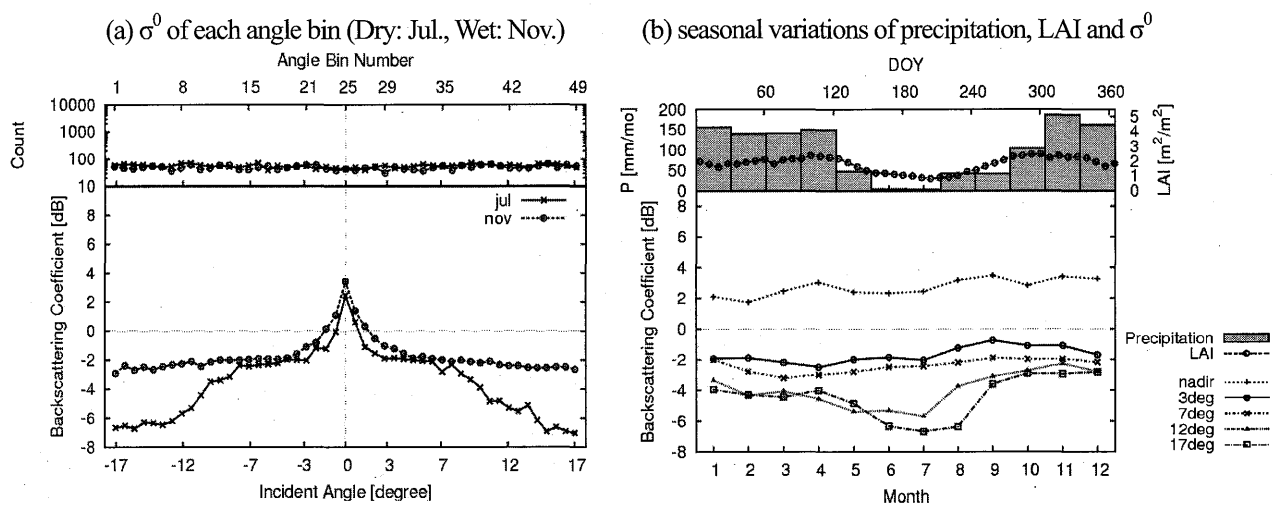 (a) σ⁰ of each angle bin (Dry: Jul., Wet: Nov.)
Angle Bin Number
1 8 15 21 25 29 35 42 49
Count
10000
1000
100
10
jul
nov
Backscattering Coefficient [dB]
8
6
4
2
0
-2
-4
-6
-8
-17 -12 -7 -3 0 3 7 12 17
Incident Angle [degree]
(b) seasonal variations of precipitation, LAI and σ⁰
DOY
60 120 180 240 300 360
P [mm/mo]
200
150
100
50
0
LAI [m²/m²]
5
4
3
2
1
0
Backscattering Coefficient [dB]
8
6
4
2
0
-2
-4
-6
-8
1 2 3 4 5 6 7 8 9 10 11 12
Month
Precipitation
LAI
nadir
3deg
7deg
12deg
17deg